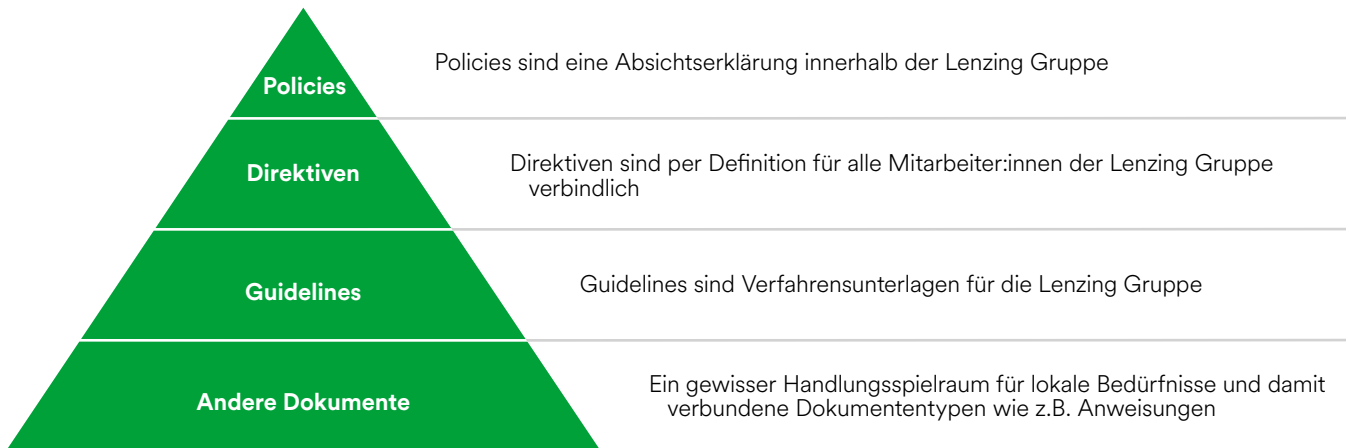 Policies
Policies sind eine Absichtserklärung innerhalb der Lenzing Gruppe
Direktiven
Direktiven sind per Definition für alle Mitarbeiter:innen der Lenzing Gruppe
verbindlich
Guidelines
Guidelines sind Verfahrensunterlagen für die Lenzing Gruppe
Andere Dokumente
Ein gewisser Handlungsspielraum für lokale Bedürfnisse und damit
verbundene Dokumententypen wie z.B. Anweisungen